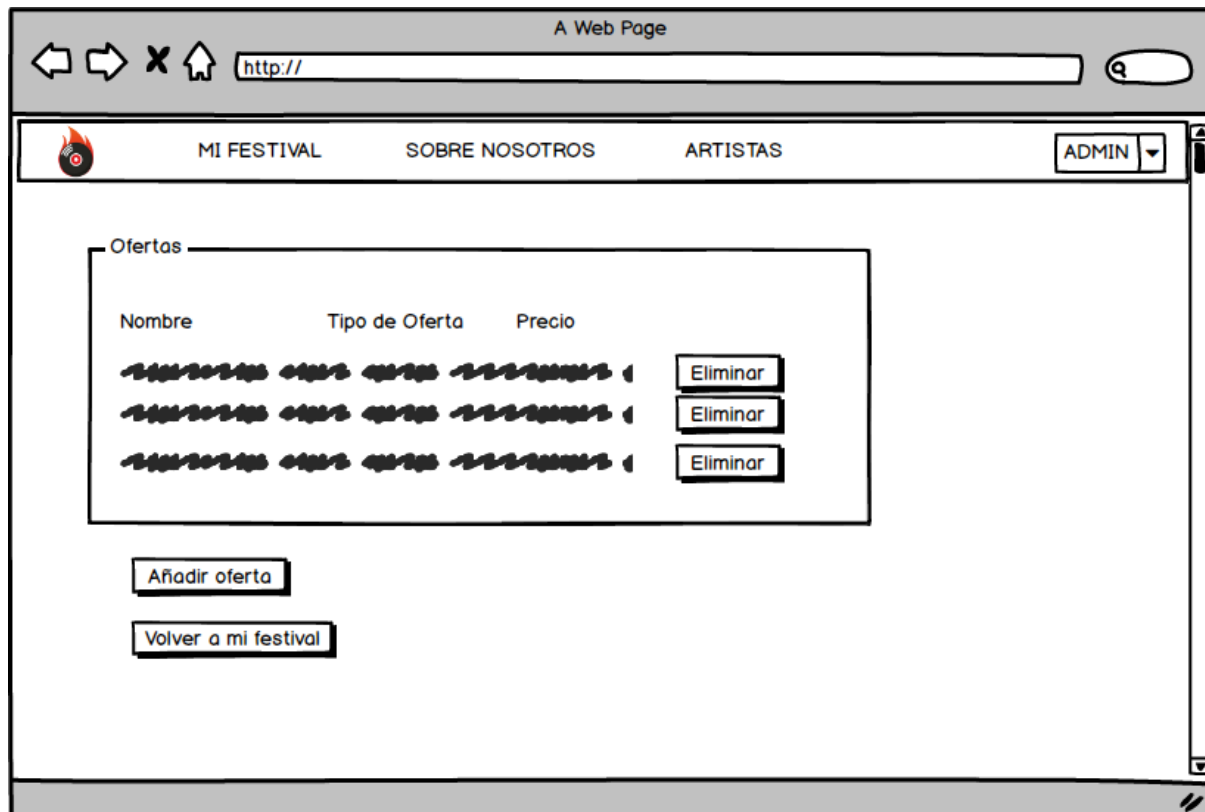 A Web Page
http://
MI FESTIVAL SOBRE NOSOTROS ARTISTAS ADMIN
Ofertas
Nombre Tipo de Oferta Precio
Eliminar
Eliminar
Eliminar
Añadir oferta
Volver a mi festival